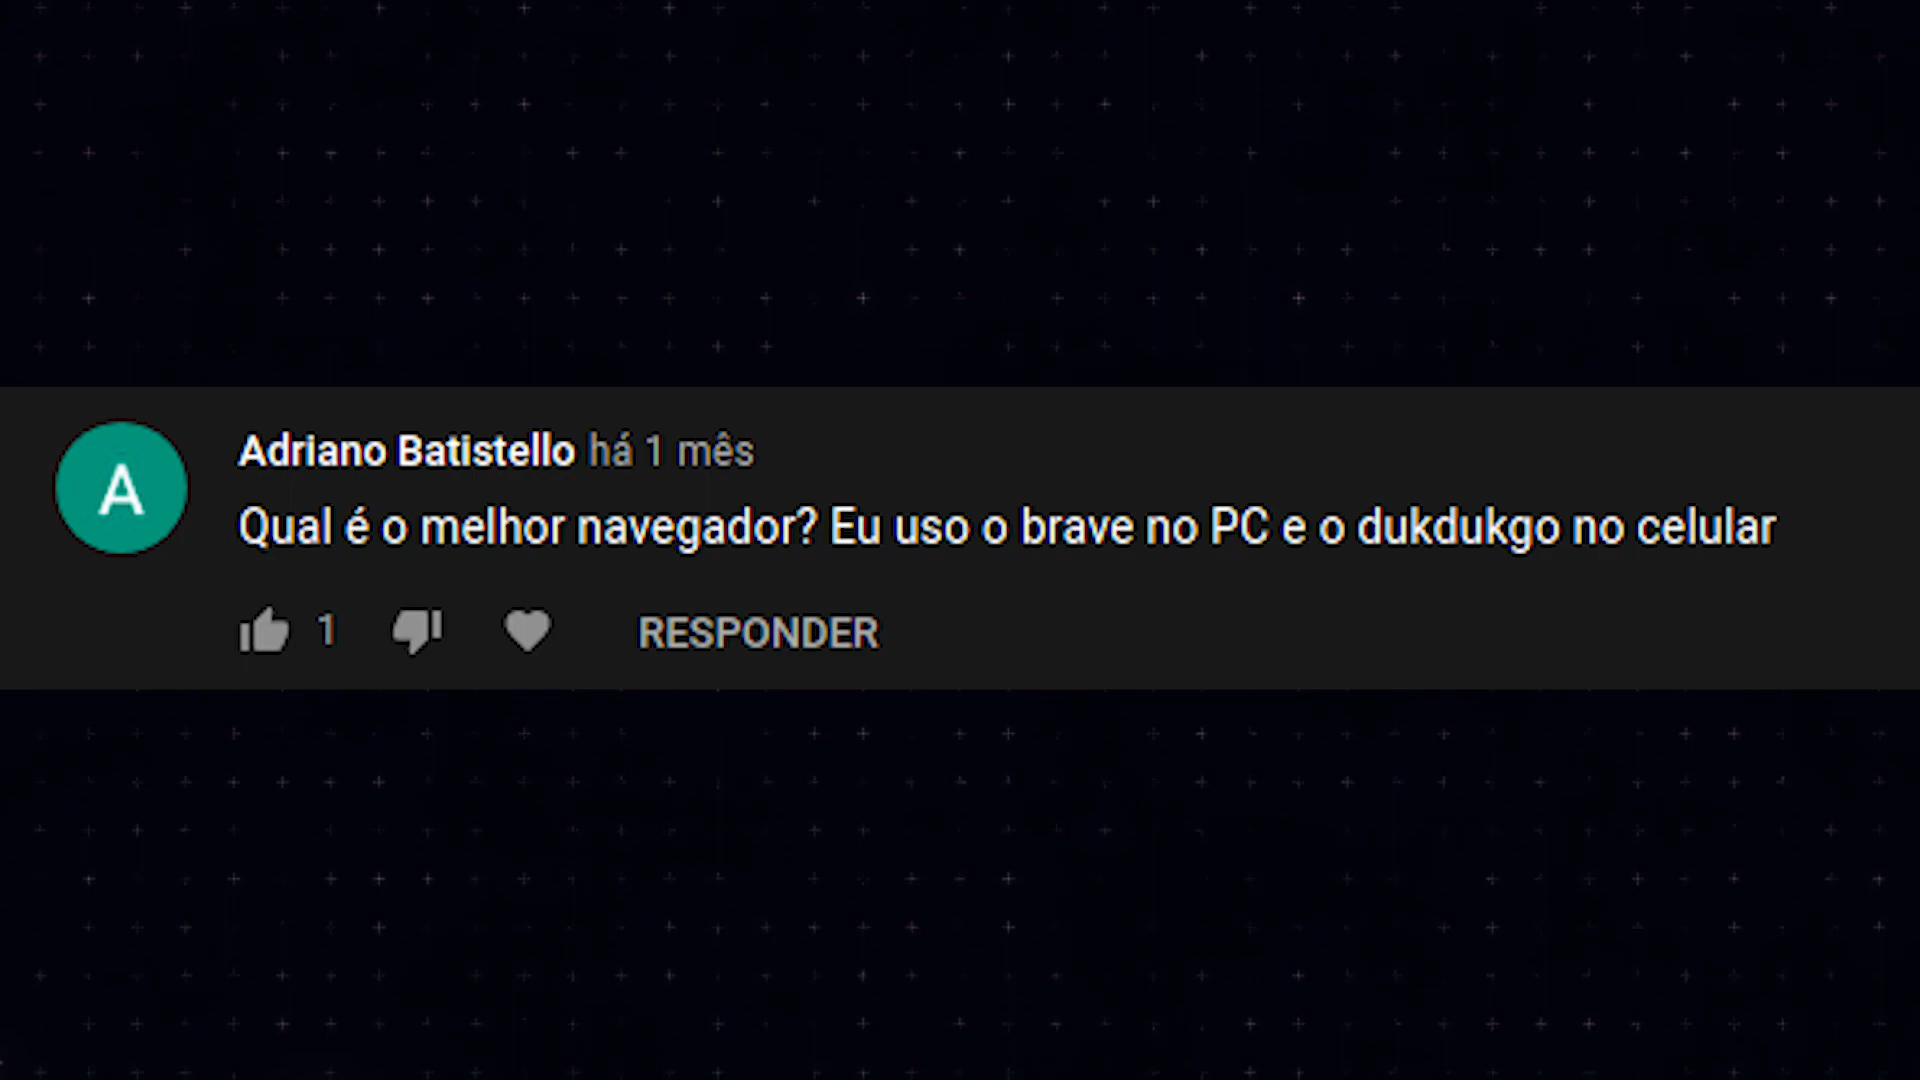 A
Adriano Batistello há 1 mês
Qual é o melhor navegador? Eu uso o brave no PC e o dukdukgo no celular
1
RESPONDER